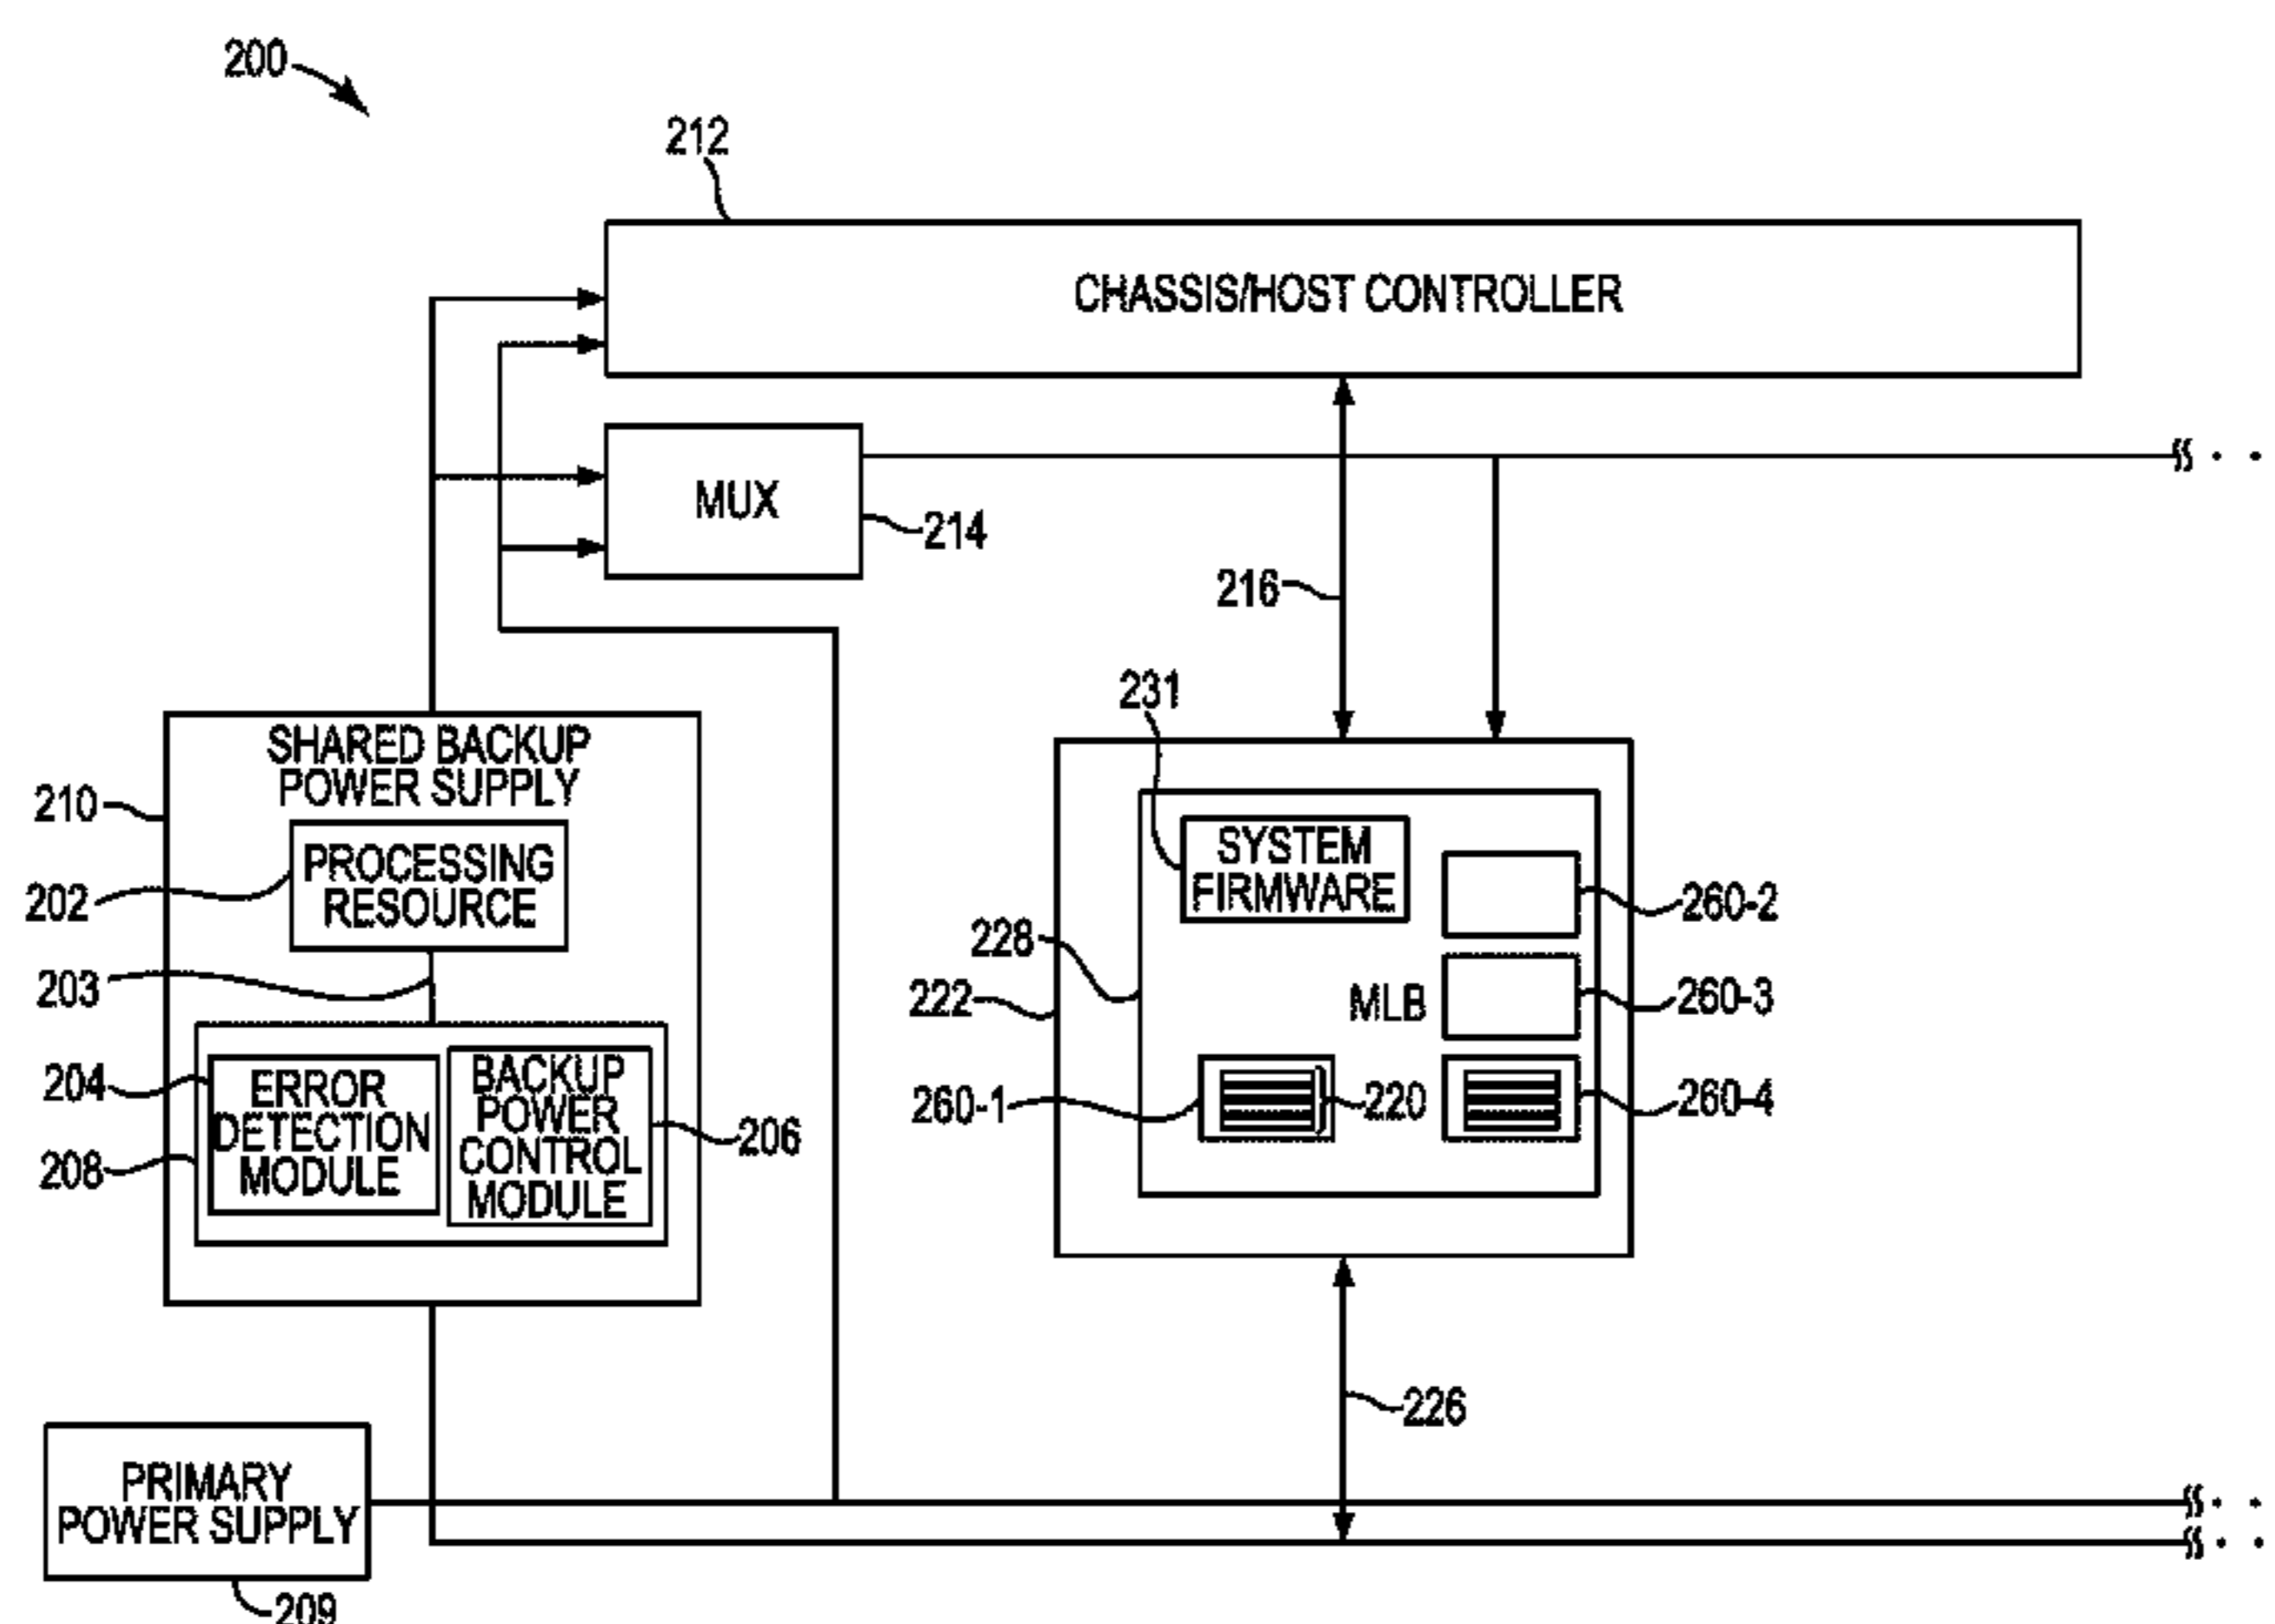 200
212
CHASSIS/HOST CONTROLLER
MUX
214
216
231
SHARED BACKUP
POWER SUPPLY
210
PROCESSING
RESOURCE
202
203
204
ERROR
DETECTION
MODULE
208
BACKUP
POWER
CONTROL
MODULE
206
SYSTEM
FIRMWARE
260-2
228
222
MLB
260-3
260-1
220
260-4
226
PRIMARY
POWER SUPPLY
209